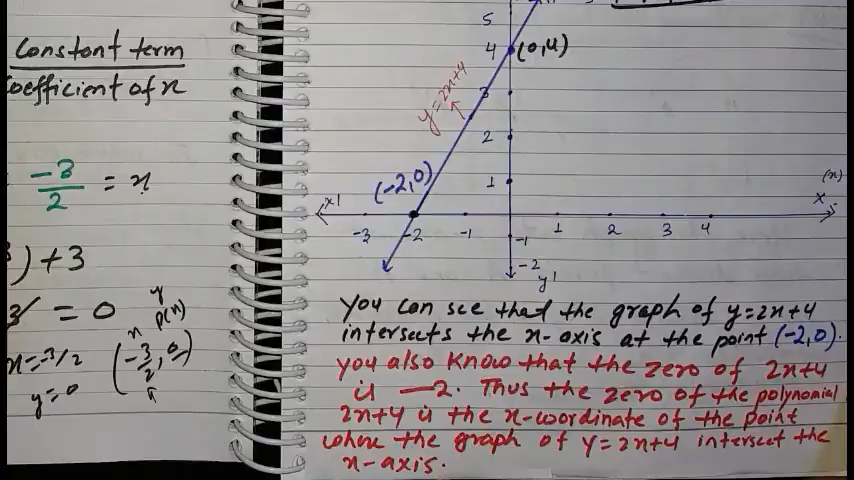 Constant term
Coefficient of x
-3/2 = x
) + 3
= 0
y
x p(x)
x = -3/2 (-3/2, 0)
y = 0
5
4 (0,4)
y = 2x+4
3
2
(-2,0)
1
(x)
x' X
-3 -2 -1 -1 1 2 3 4 5
-2
y'
You can see that the graph of y=2x+4
intersects the x-axis at the point (-2,0).
you also know that the zero of 2x+4
is -2. Thus the zero of the polynomial
2x+4 is the x-coordinate of the point
where the graph of y=2x+4 intersect the
x-axis.